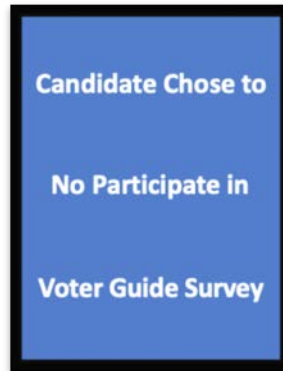 Candidate Chose to
No Participate in
Voter Guide Survey